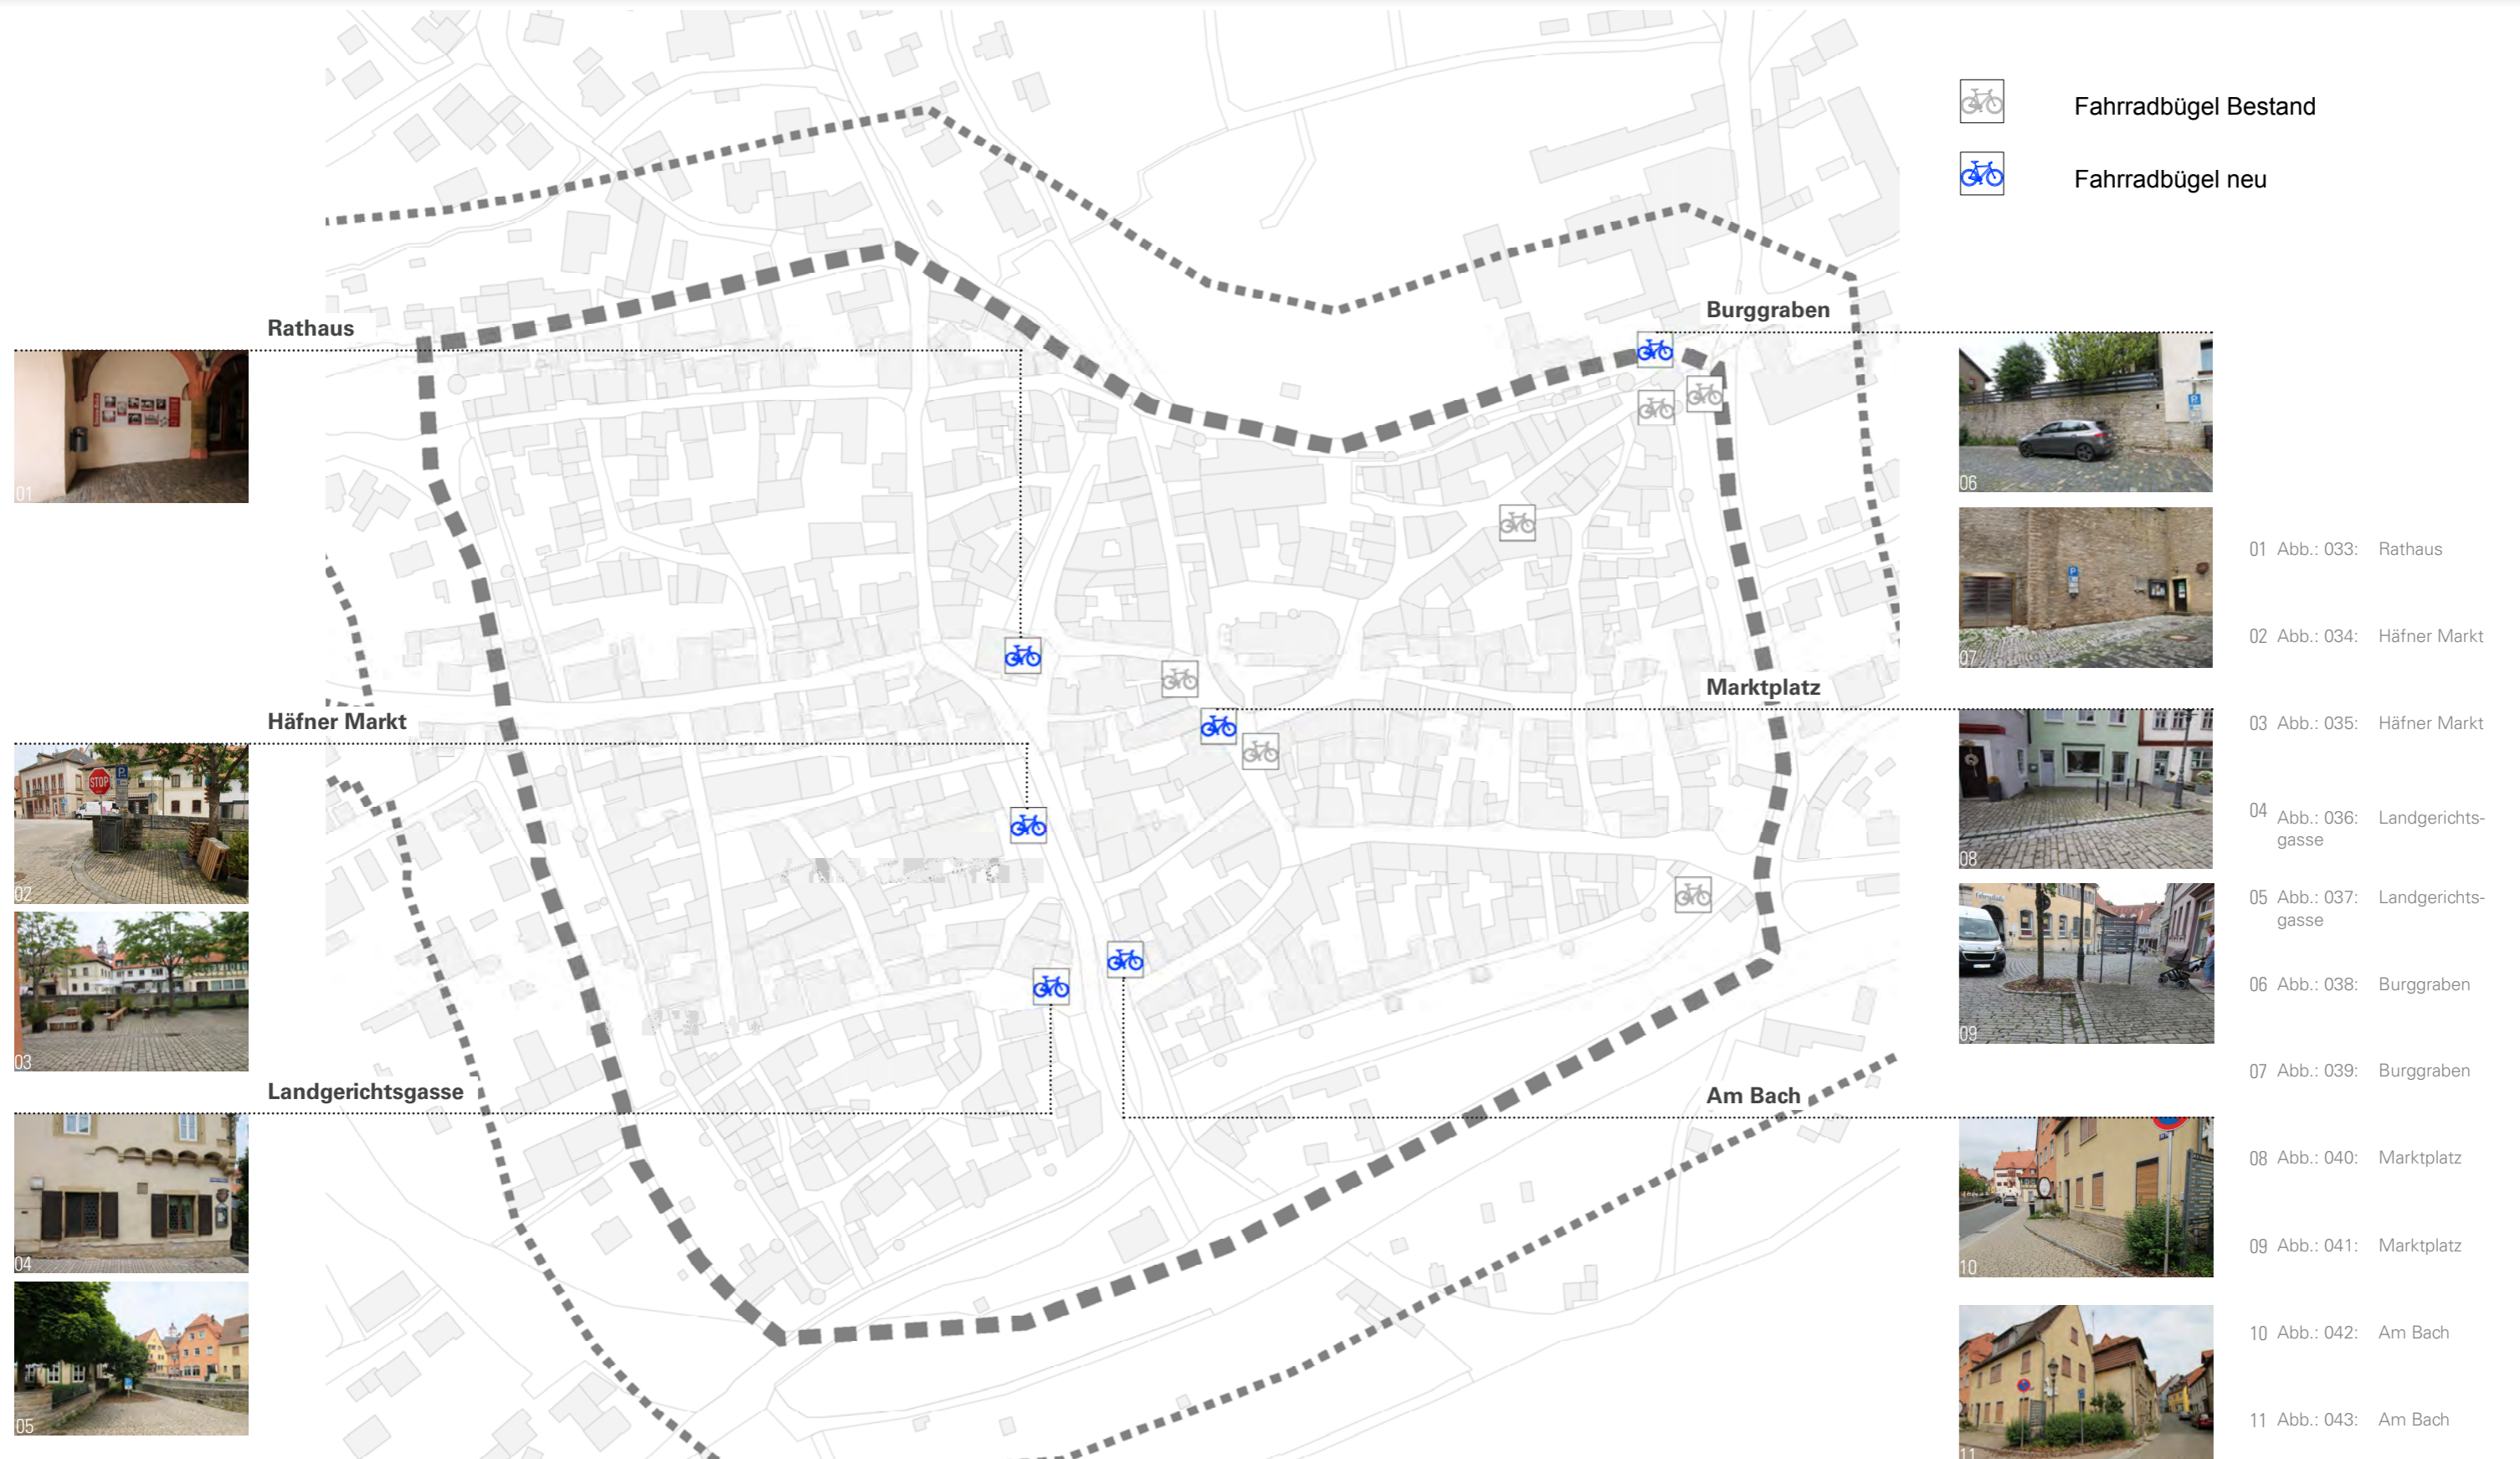 Fahrradbügel Bestand
Fahrradbügel neu
Rathaus
01
Häfner Markt
STOP
P
02
03
Landgerichtsgasse
04
05
Burggraben
P
06
P
07
Marktplatz
08
09
Am Bach
10
11
01 Abb.: 033: Rathaus
02 Abb.: 034: Häfner Markt
03 Abb.: 035: Häfner Markt
04 Abb.: 036: Landgerichts-
gasse
05 Abb.: 037: Landgerichts-
gasse
06 Abb.: 038: Burggraben
07 Abb.: 039: Burggraben
08 Abb.: 040: Marktplatz
09 Abb.: 041: Marktplatz
10 Abb.: 042: Am Bach
11 Abb.: 043: Am Bach